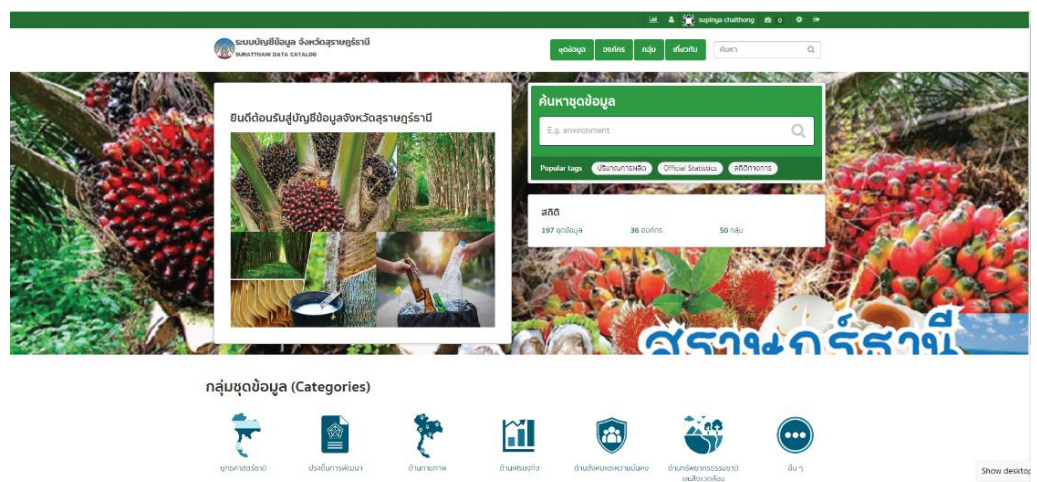 supinya chaithong 0
ระบบบัญชีข้อมูล จังหวัดสุราษฎร์ธานี
SURATTHANI DATA CATALOG
ชุดข้อมูล องค์กร กลุ่ม เกี่ยวกับ ค้นหา
ยินดีต้อนรับสู่บัญชีข้อมูลจังหวัดสุราษฎร์ธานี
ค้นหาชุดข้อมูล
E.g. environment
Popular tags ปริมาณการผลิต Official Statistics สถิติทางการ
สถิติ
197 ชุดข้อมูล 36 องค์กร 50 กลุ่ม
สุราษฎร์ธานี
กลุ่มชุดข้อมูล (Categories)
ยุทธศาสตร์ชาติ ประเด็นการพัฒนา ด้านกายภาพ ด้านเศรษฐกิจ ด้านสังคมและความมั่นคง ด้านทรัพยากรธรรมชาติ อื่น ๆ
และสิ่งแวดล้อม
Show desktop